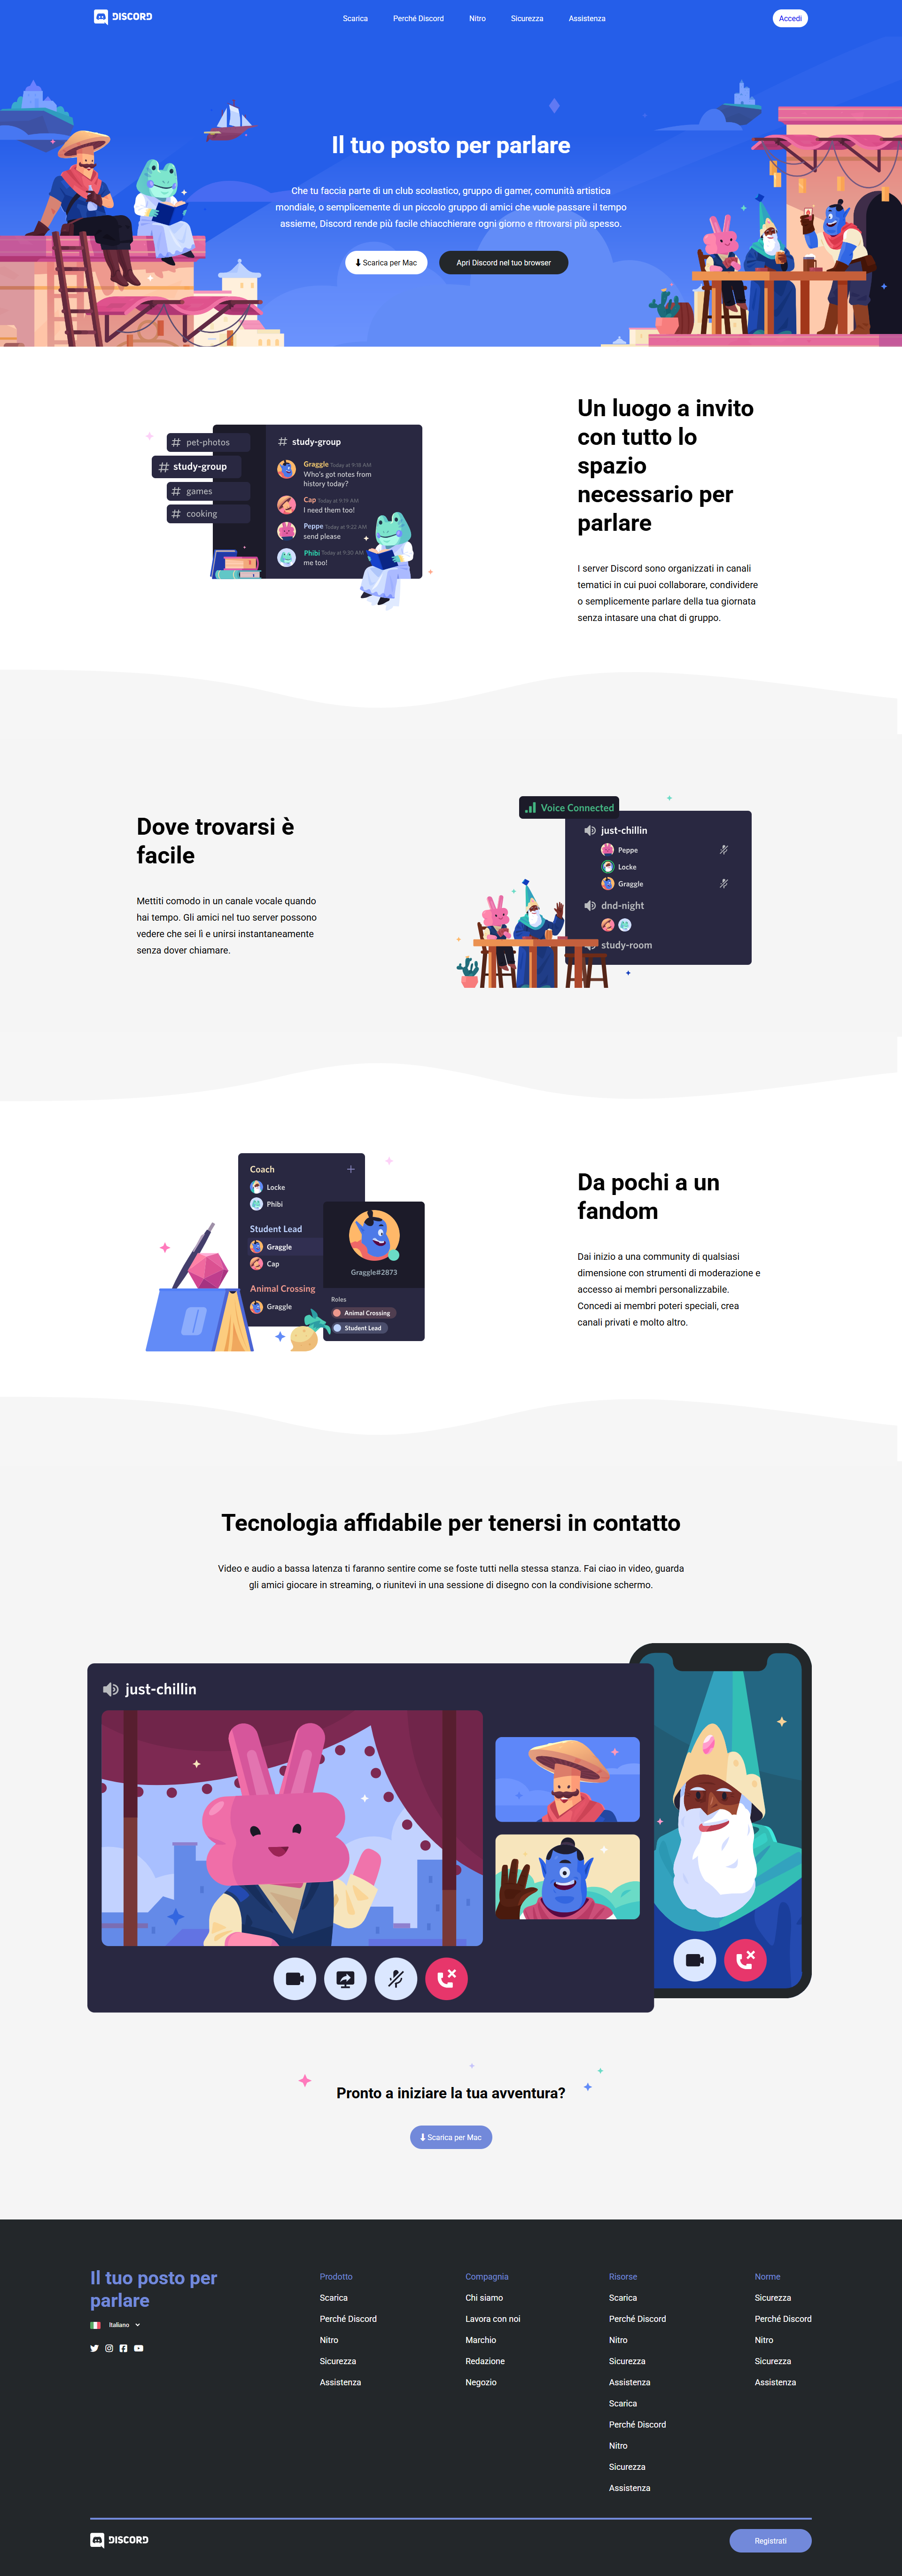 DISCORD
Scarica
Perché Discord
Nitro
Sicurezza
Assistenza
Accedi
Il tuo posto per parlare
Che tu faccia parte di un club scolastico, gruppo di gamer, comunità artistica
mondiale, o semplicemente di un piccolo gruppo di amici che vuole passare il tempo
assieme, Discord rende più facile chiacchierare ogni giorno e ritrovarsi più spesso.
Scarica per Mac
Apri Discord nel tuo browser
# pet-photos
# study-group
# games
# cooking
# study-group
Graggle Today at 9:18 AM
Who's got notes from
history today?
Cap Today at 9:19 AM
I need them too!
Peppe Today at 9:22 AM
send please
Phibi Today at 9:30 AM
me too!
Un luogo a invito
con tutto lo
spazio
necessario per
parlare
I server Discord sono organizzati in canali
tematici in cui puoi collaborare, condividere
o semplicemente parlare della tua giornata
senza intasare una chat di gruppo.
Dove trovarsi è
facile
Mettiti comodo in un canale vocale quando
hai tempo. Gli amici nel tuo server possono
vedere che sei lì e unirsi instantaneamente
senza dover chiamare.
Voice Connected
just-chillin
Peppe
Locke
Graggle
dnd-night
study-room
Coach
Locke
Phibi
Student Lead
Graggle
Cap
Animal Crossing
Graggle
Graggle#2873
Roles
Animal Crossing
Student Lead
Da pochi a un
fandom
Dai inizio a una community di qualsiasi
dimensione con strumenti di moderazione e
accesso ai membri personalizzabile.
Concedi ai membri poteri speciali, crea
canali privati e molto altro.
Tecnologia affidabile per tenersi in contatto
Video e audio a bassa latenza ti faranno sentire come se foste tutti nella stessa stanza. Fai ciao in video, guarda
gli amici giocare in streaming, o riunitevi in una sessione di disegno con la condivisione schermo.
just-chillin
Pronto a iniziare la tua avventura?
Scarica per Mac
Il tuo posto per
parlare
Italiano
Prodotto
Scarica
Perché Discord
Nitro
Sicurezza
Assistenza
Compagnia
Chi siamo
Lavora con noi
Marchio
Redazione
Negozio
Risorse
Scarica
Perché Discord
Nitro
Sicurezza
Assistenza
Scarica
Perché Discord
Nitro
Sicurezza
Assistenza
Norme
Sicurezza
Perché Discord
Nitro
Sicurezza
Assistenza
DISCORD
Registrati